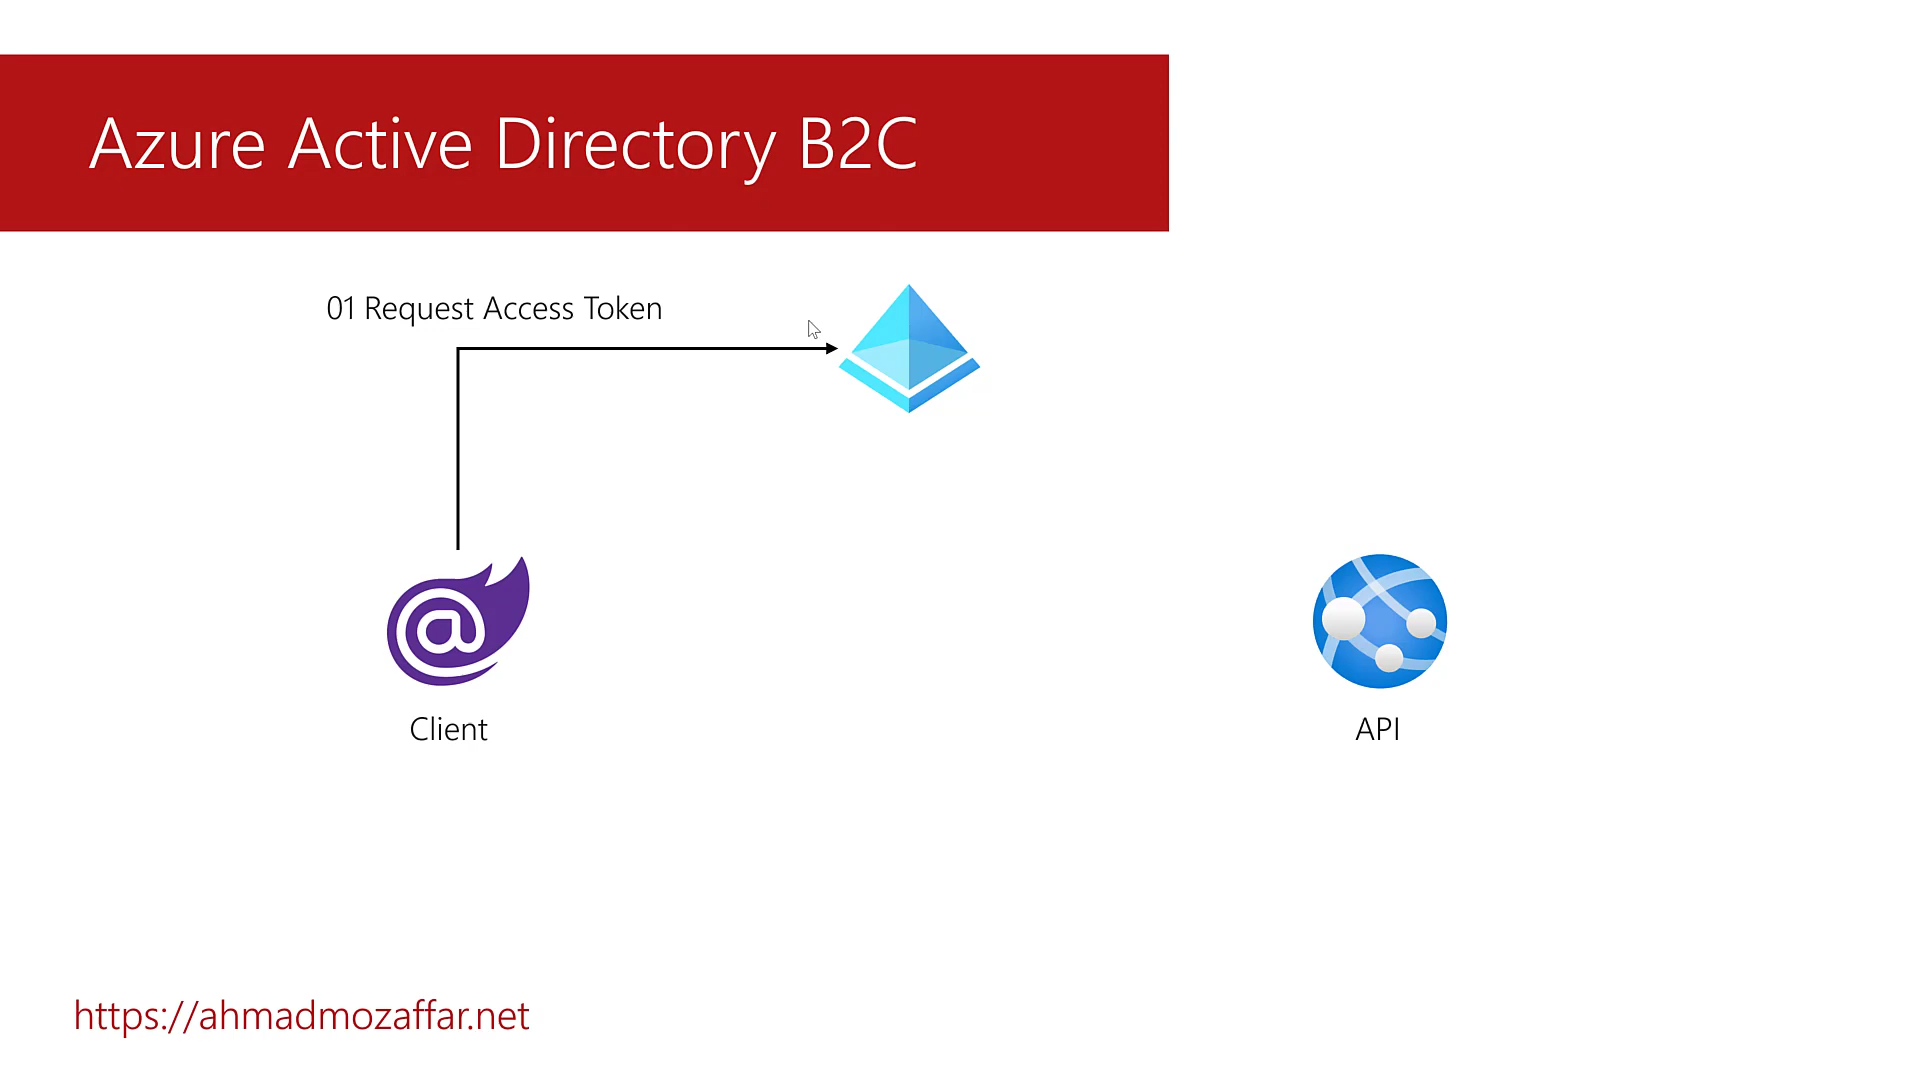 Azure Active Directory B2C
01 Request Access Token
@
Client
API
https://ahmadmozaffar.net